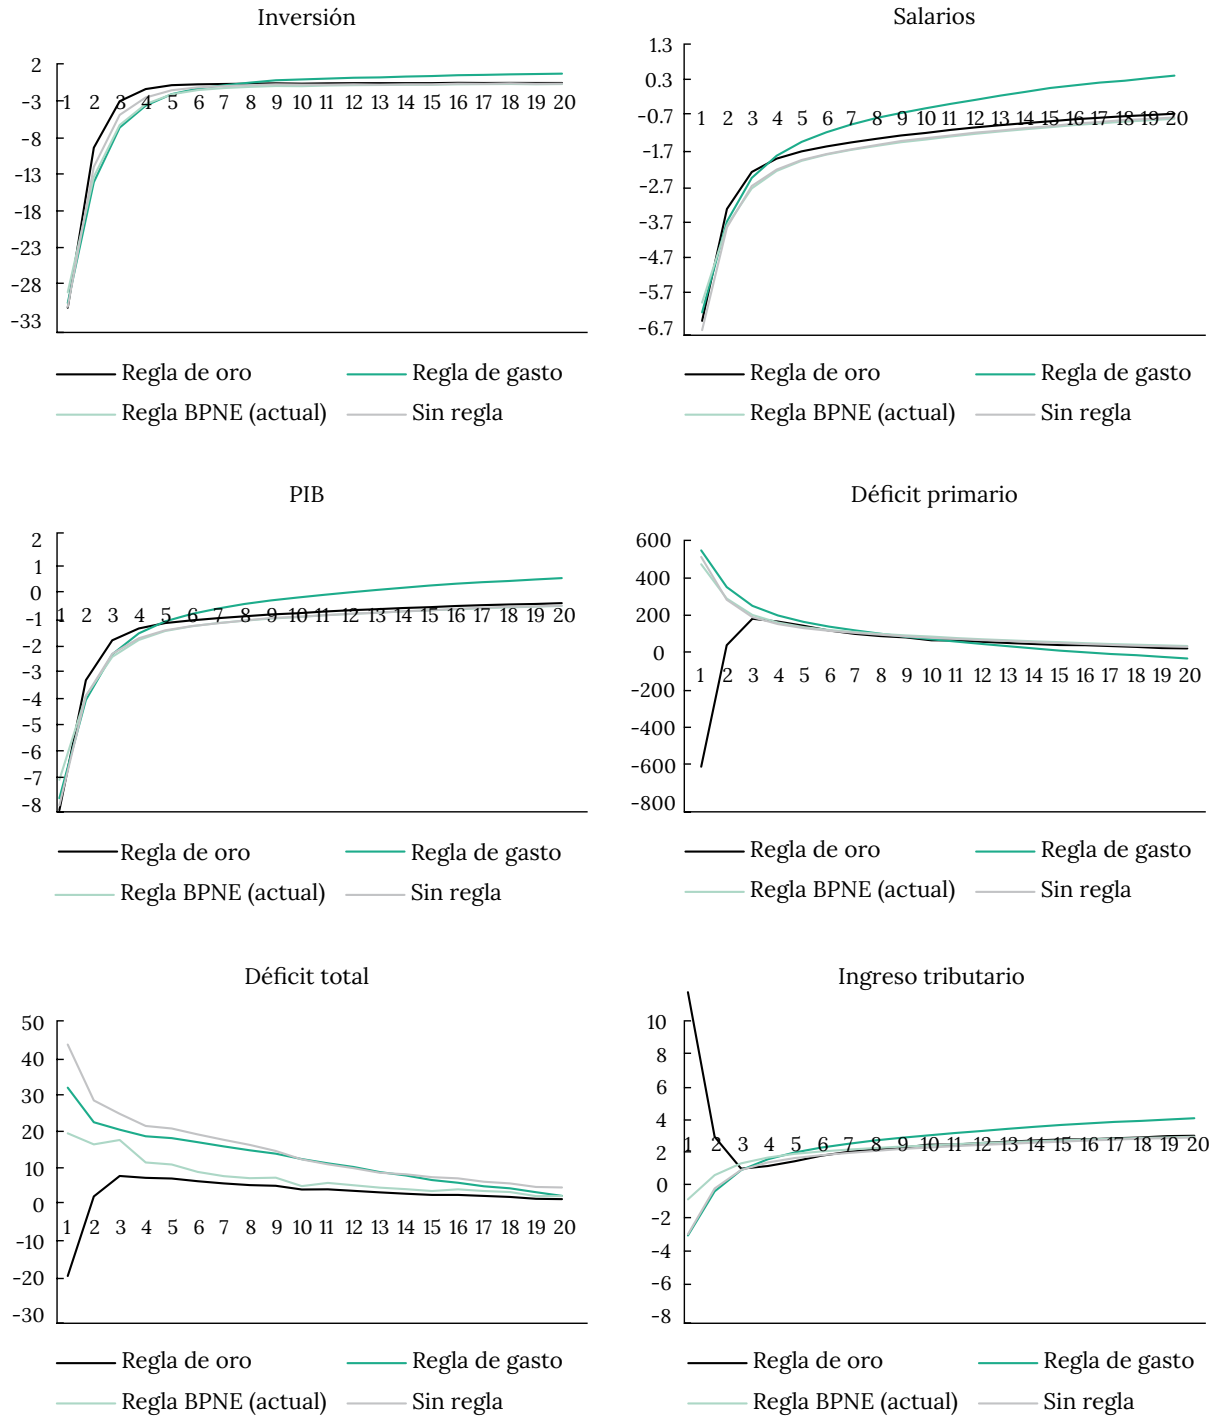 Inversión
2
-3
-8
-13
-18
-23
-28
-33
1 2 3 4 5 6 7 8 9 10 11 12 13 14 15 16 17 18 19 20
Regla de oro
Regla de gasto
Regla BPNE (actual)
Sin regla
Salarios
1.3
0.3
-0.7
-1.7
-2.7
-3.7
-4.7
-5.7
-6.7
1 2 3 4 5 6 7 8 9 10 11 12 13 14 15 16 17 18 19 20
Regla de oro
Regla de gasto
Regla BPNE (actual)
Sin regla
PIB
2
1
0
-1
-2
-3
-4
-5
-6
-7
-8
1 2 3 4 5 6 7 8 9 10 11 12 13 14 15 16 17 18 19 20
Regla de oro
Regla de gasto
Regla BPNE (actual)
Sin regla
Déficit primario
600
400
200
0
-200
-400
-600
-800
1 2 3 4 5 6 7 8 9 10 11 12 13 14 15 16 17 18 20
Regla de oro
Regla de gasto
Regla BPNE (actual)
Sin regla
Déficit total
50
40
30
20
10
0
-10
-20
-30
1 2 3 4 5 6 7 8 9 10 11 12 13 14 15 16 17 18 19 20
Regla de oro
Regla de gasto
Regla BPNE (actual)
Sin regla
Ingreso tributario
10
8
6
4
2
0
-2
-4
-6
-8
1 2 3 4 5 6 7 8 9 10 11 12 13 14 15 16 17 18 19 20
Regla de oro
Regla de gasto
Regla BPNE (actual)
Sin regla